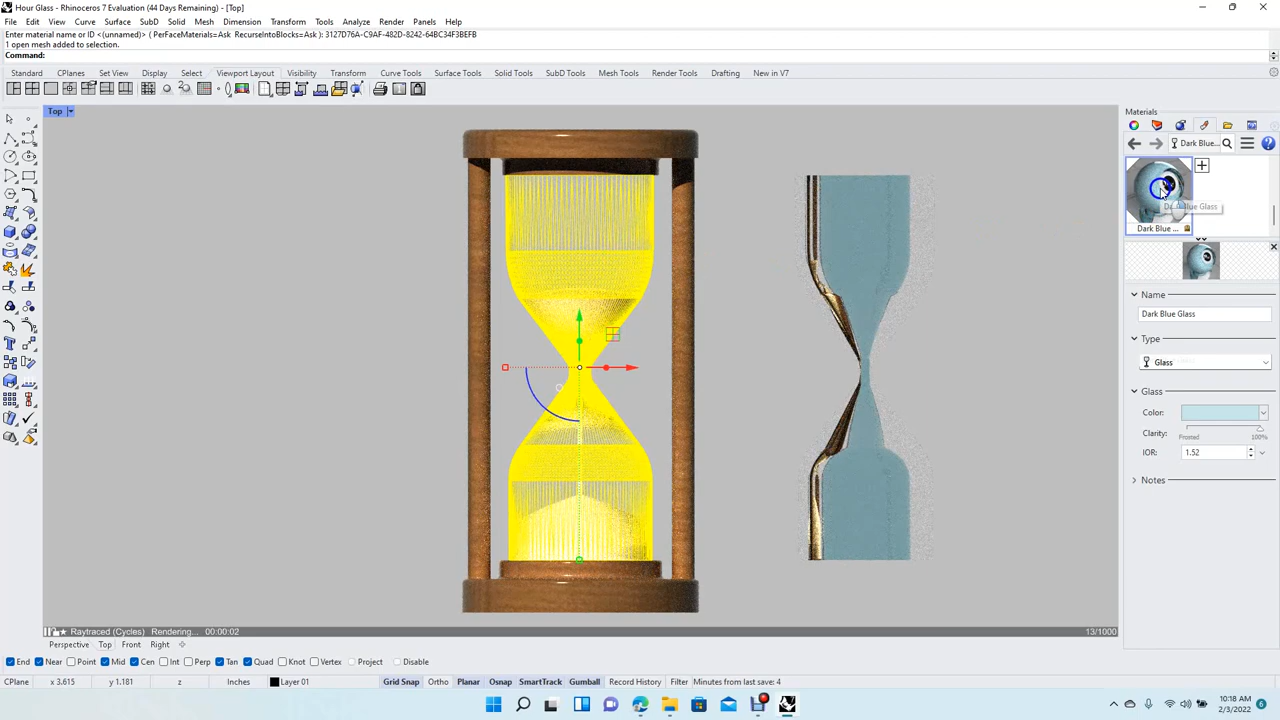 Hour Glass - Rhinoceros 7 Evaluation (44 Days Remaining) - [Top]
File Edit View Curve Surface SubD Solid Mesh Dimension Transform Tools Analyze Render Panels Help
Enter material name or ID <(unnamed)> ( PerFaceMaterials=Ask RecurseIntoBlocks=Ask ): 3127D76A-C9AF-482D-8242-64BC34F3BEFB
1 open mesh added to selection.
Command:
Standard CPlanes Set View Display Select Viewport Layout Visibility Transform Curve Tools Surface Tools Solid Tools SubD Tools Mesh Tools Render Tools Drafting New in V7
Top
Materials
Dark Blue...
Dark Blue Glass
Dark Blue ...
Name
Dark Blue Glass
Type
Glass
Glass
Color:
Clarity:
Frosted 100%
IOR: 1.52
Notes
Raytraced (Cycles) Rendering... 00:00:02 13/1000
Perspective Top Front Right
End Near Point Mid Cen Int Perp Tan Quad Knot Vertex Project Disable
CPlane x 3.615 y 1.181 z Inches Layer 01 Grid Snap Ortho Planar Osnap SmartTrack Gumball Record History Filter Minutes from last save: 4
10:18 AM
2/3/2022
6